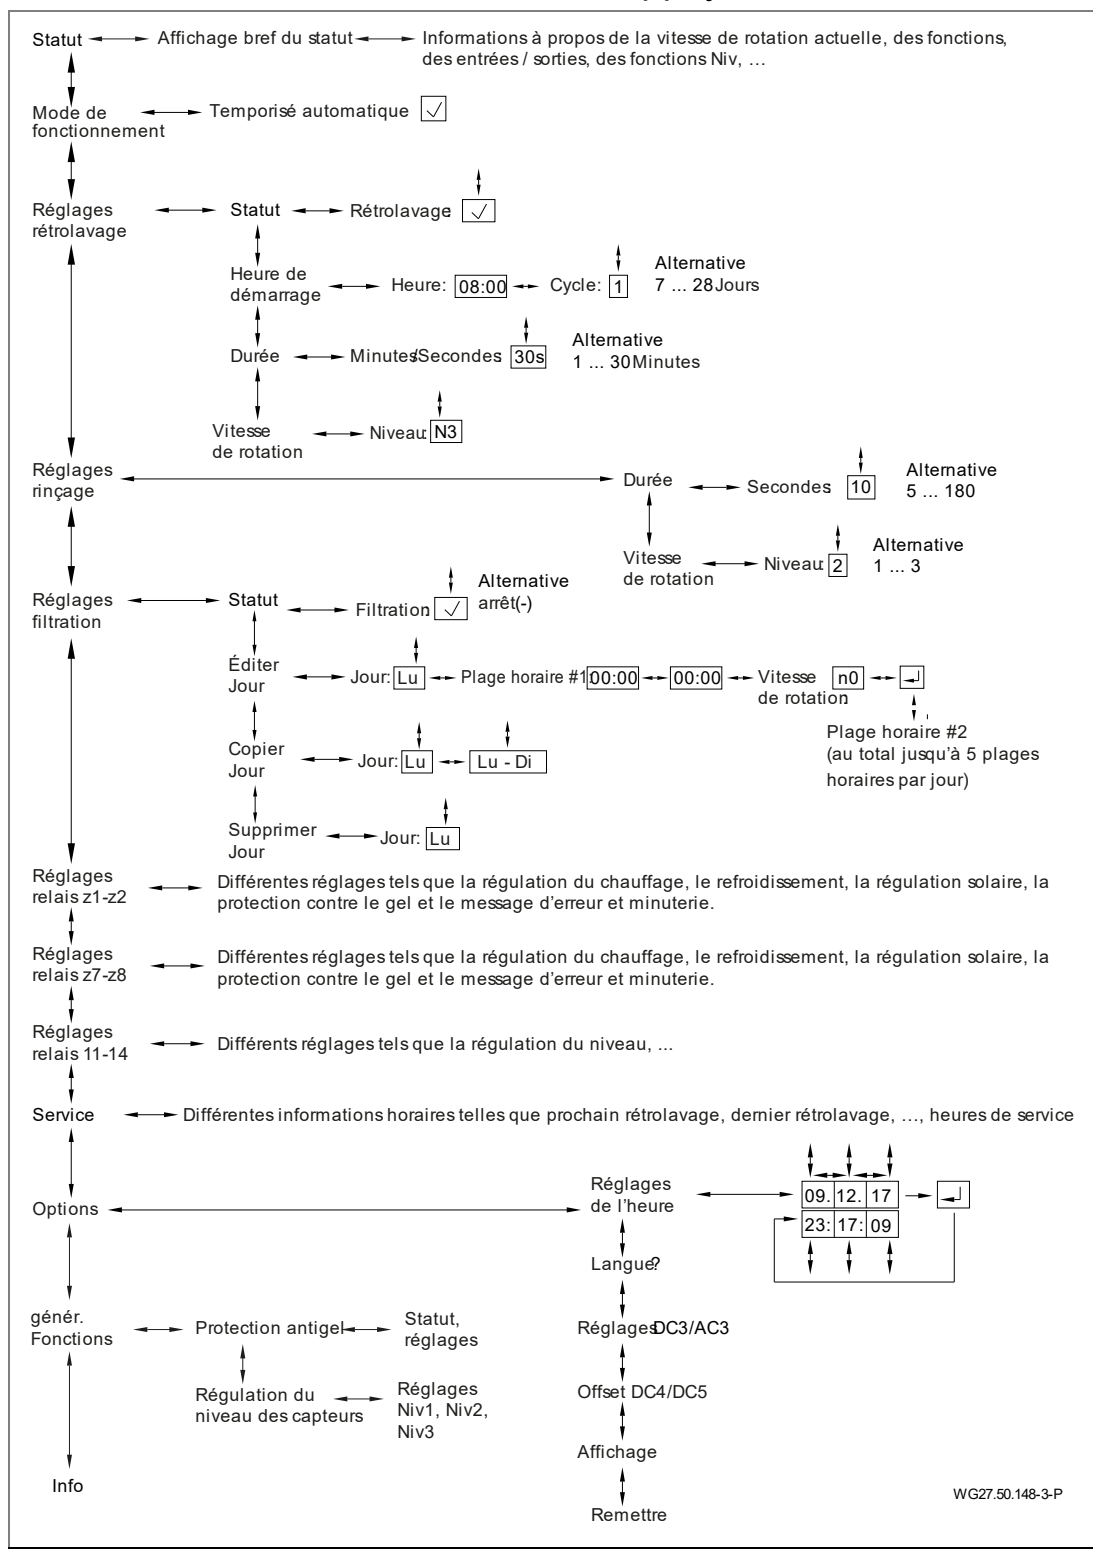 Statut Affichage bref du statut Informations à propos de la vitesse de rotation actuelle, des fonctions,
des entrées / sorties, des fonctions Niv, …
Mode de
fonctionnement
Temporisé automatique
Réglages
rétrolavage
Statut Rétrolavage:
Heure de
démarrage
Heure: 08:00 Cycle: 1
Alternative
7 ... 28Jours
Durée Minutes/Secondes: 30s
Alternative
1 ... 30Minutes
Vitesse
de rotation
Niveau: N3
Réglages
rinçage
Durée Secondes: 10
Alternative
5 ... 180
Vitesse
de rotation
Niveau: 2
Alternative
1 ... 3
Réglages
filtration
Statut Filtration:
Alternative
arrêt(-)
Éditer
Jour
Jour: Lu Plage horaire #1: 00:00 00:00
Vitesse
de rotation:
n0
Plage horaire #2
(au total jusqu'à 5 plages
horaires par jour)
Copier
Jour
Jour: Lu Lu - Di
Supprimer
Jour
Jour: Lu
Réglages
relais z1-z2
Différentes réglages tels que la régulation du chauffage, le refroidissement, la régulation solaire, la
protection contre le gel et le message d'erreur et minuterie.
Réglages
relais z7-z8
Différentes réglages tels que la régulation du chauffage, le refroidissement, la régulation solaire, la
protection contre le gel et le message d'erreur et minuterie.
Réglages
relais 11-14
Différents réglages tels que la régulation du niveau, ...
Service Différentes informations horaires telles que prochain rétrolavage, dernier rétrolavage, …, heures de service
Options
Réglages
de l'heure
09. 12. 17
23: 17: 09
Langue?
Réglages DC3/AC3
Offset DC4/DC5
Affichage
Remettre
génér.
Fonctions
Protection antigel
Statut,
réglages
Régulation du
niveau des capteurs
Réglages
Niv1, Niv2,
Niv3
Info
WG27.50.148-3-P